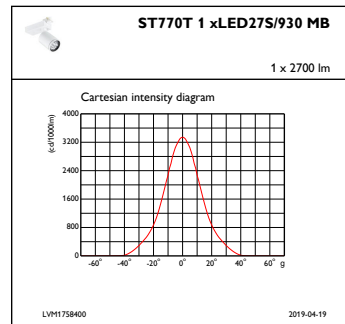 ST770T 1 xLED27S/930 MB
1 x 2700 lm
Cartesian intensity diagram
(cd/1000lm)
4000
3200
2400
1600
800
0
-60° -40° -20° 0° 20° 40° 60° g
LVM1758400 2019-04-19